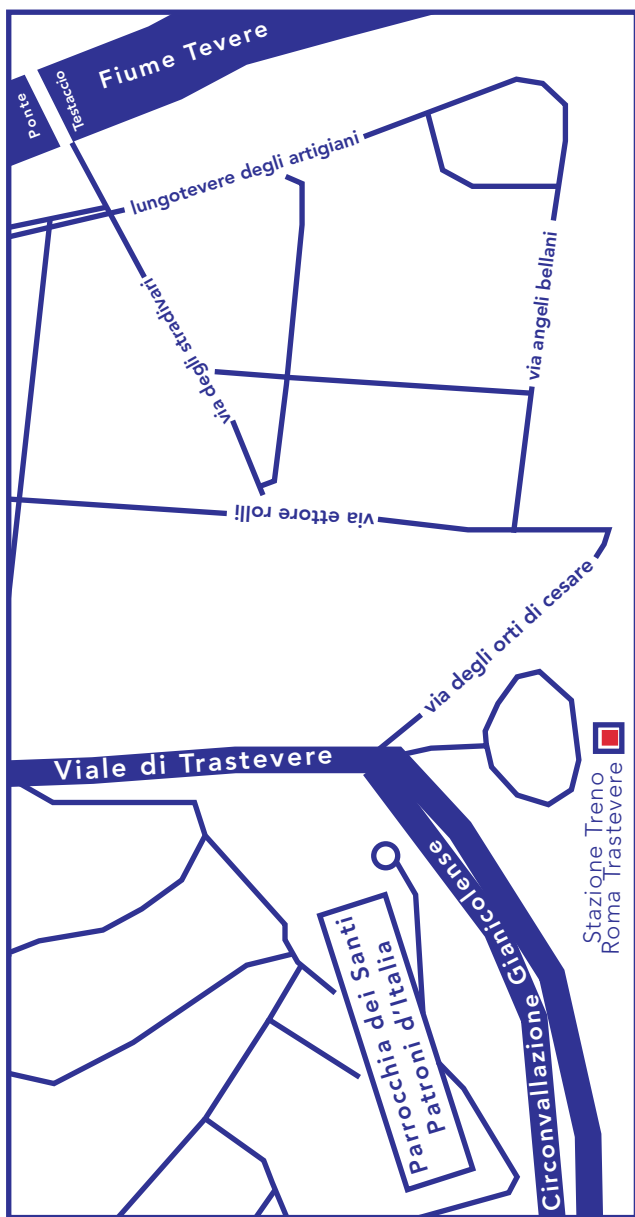 Fiume Tevere
Ponte
Testaccio
lungotevere degli artigiani
via angeli bellani
via degli stradivari
via ettore rolli
via degli orti di cesare
Viale di Trastevere
Stazione Treno
Roma Trastevere
Circonvallazione Gianicolense
Parrocchia dei Santi
Patroni d'Italia